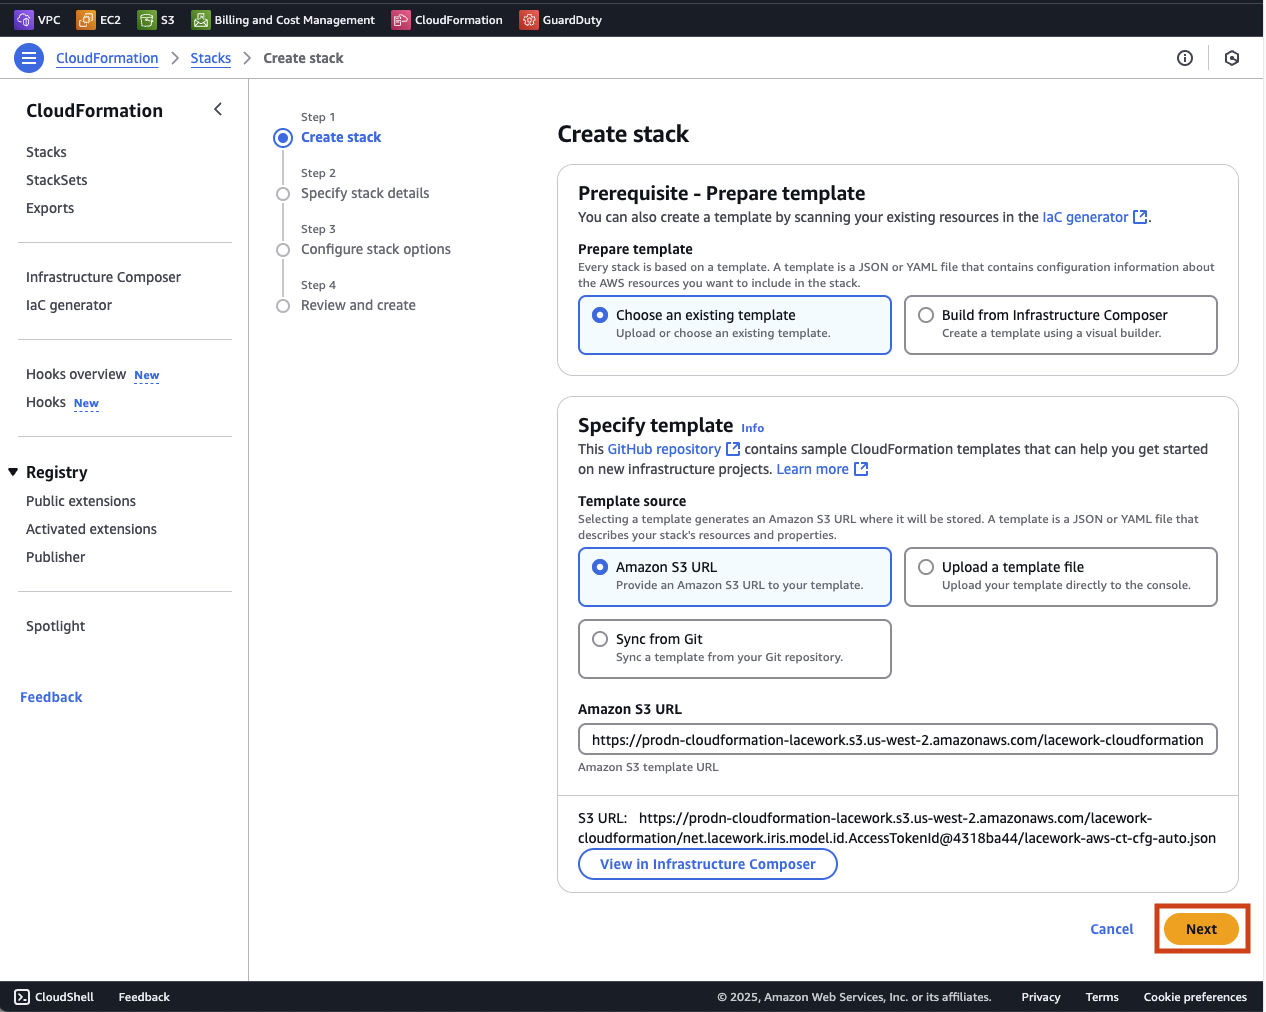 VPC EC2 S3 Billing and Cost Management CloudFormation GuardDuty
CloudFormation Stacks Create stack
CloudFormation
Stacks
StackSets
Exports
Infrastructure Composer
IaC generator
Hooks overview New
Hooks New
Registry
Public extensions
Activated extensions
Publisher
Spotlight
Feedback
Step 1
Create stack
Step 2
Specify stack details
Step 3
Configure stack options
Step 4
Review and create
Create stack
Prerequisite - Prepare template
You can also create a template by scanning your existing resources in the IaC generator.
Prepare template
Every stack is based on a template. A template is a JSON or YAML file that contains configuration information about
the AWS resources you want to include in the stack.
Choose an existing template
Upload or choose an existing template.
Build from Infrastructure Composer
Create a template using a visual builder.
Specify template Info
This GitHub repository contains sample CloudFormation templates that can help you get started
on new infrastructure projects. Learn more
Template source
Selecting a template generates an Amazon S3 URL where it will be stored. A template is a JSON or YAML file that
describes your stack's resources and properties.
Amazon S3 URL
Provide an Amazon S3 URL to your template.
Upload a template file
Upload your template directly to the console.
Sync from Git
Sync a template from your Git repository.
Amazon S3 URL
https://prodn-cloudformation-lacework.s3.us-west-2.amazonaws.com/lacework-cloudformation
Amazon S3 template URL
S3 URL: https://prodn-cloudformation-lacework.s3.us-west-2.amazonaws.com/lacework-
cloudformation/net.lacework.iris.model.id.AccessTokenId@4318ba44/lacework-aws-ct-cfg-auto.json
View in Infrastructure Composer
Cancel Next
CloudShell Feedback © 2025, Amazon Web Services, Inc. or its affiliates. Privacy Terms Cookie preferences